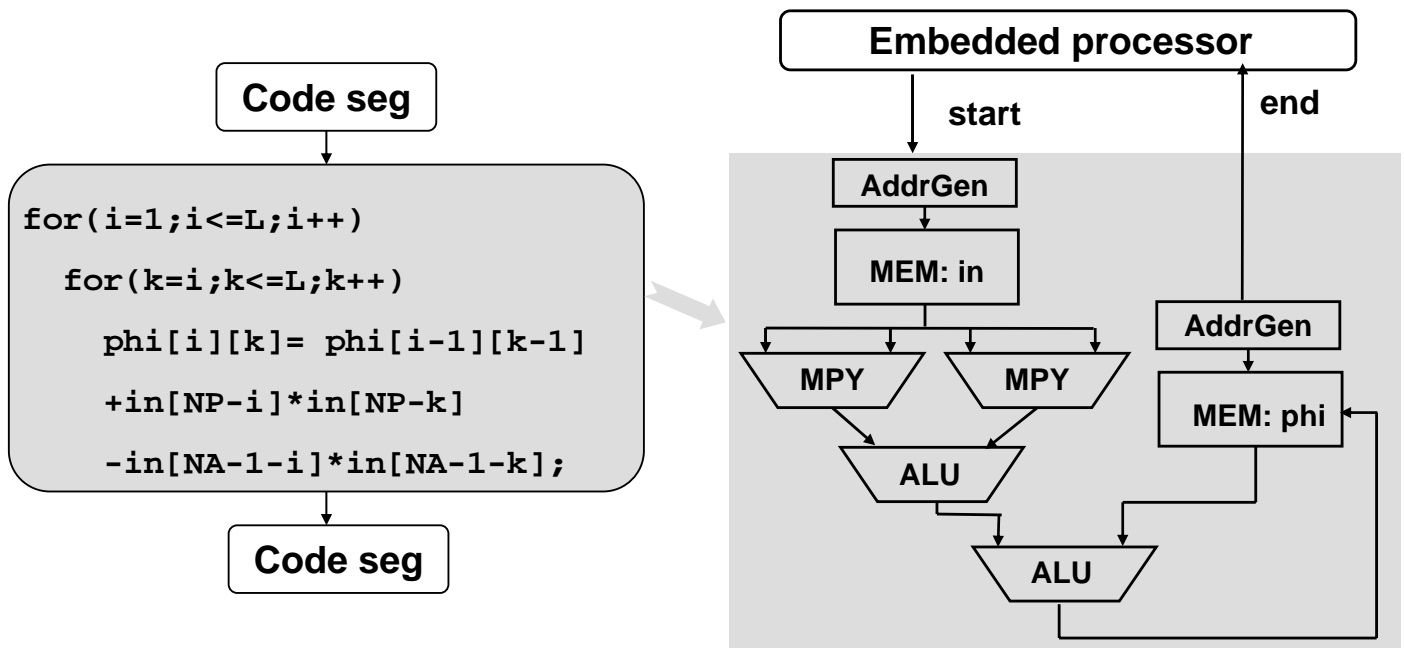 Code seg
for(i=1;i<=L;i++)
for(k=i;k<=L;k++)
phi[i][k]= phi[i-1][k-1]
+in[NP-i]*in[NP-k]
-in[NA-1-i]*in[NA-1-k];
Code seg
Embedded processor
start
end
AddrGen
MEM: in
MPY
MPY
ALU
AddrGen
MEM: phi
ALU